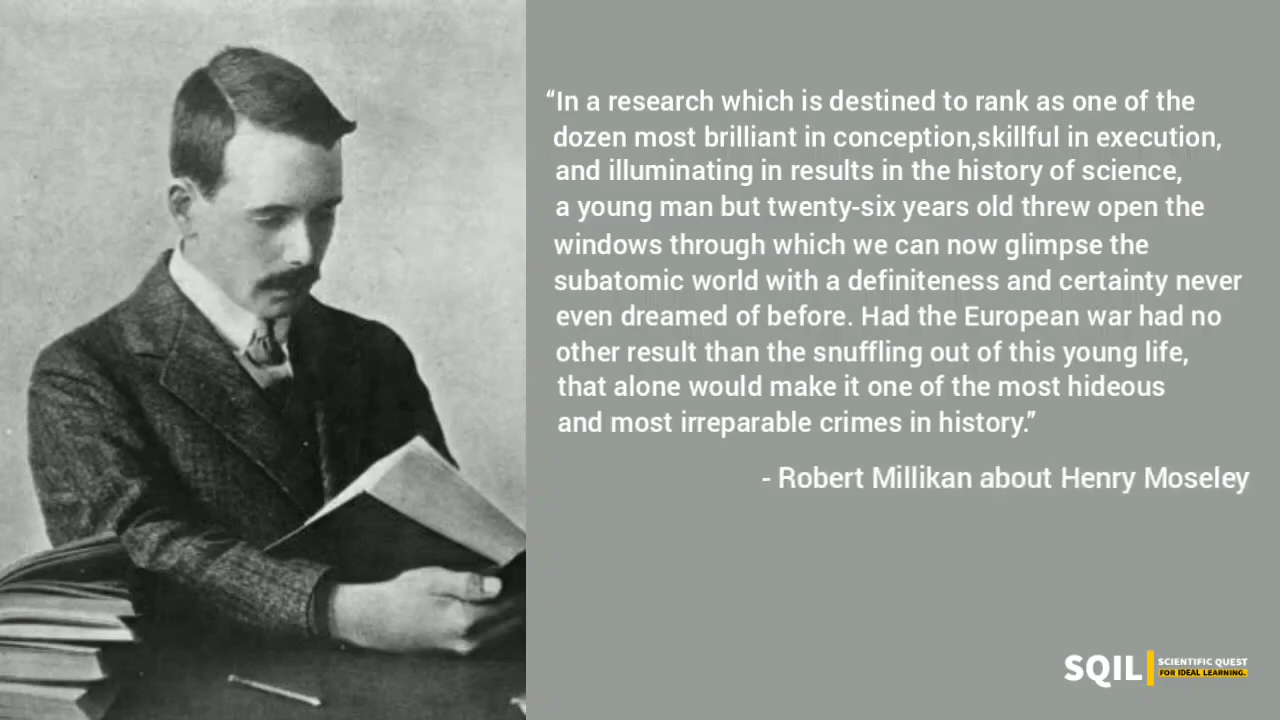 “In a research which is destined to rank as one of the
dozen most brilliant in conception,skillful in execution,
and illuminating in results in the history of science,
a young man but twenty-six years old threw open the
windows through which we can now glimpse the
subatomic world with a definiteness and certainty never
even dreamed of before. Had the European war had no
other result than the snuffling out of this young life,
that alone would make it one of the most hideous
and most irreparable crimes in history.”
- Robert Millikan about Henry Moseley
SQIL
SCIENTIFIC QUEST
FOR IDEAL LEARNING.